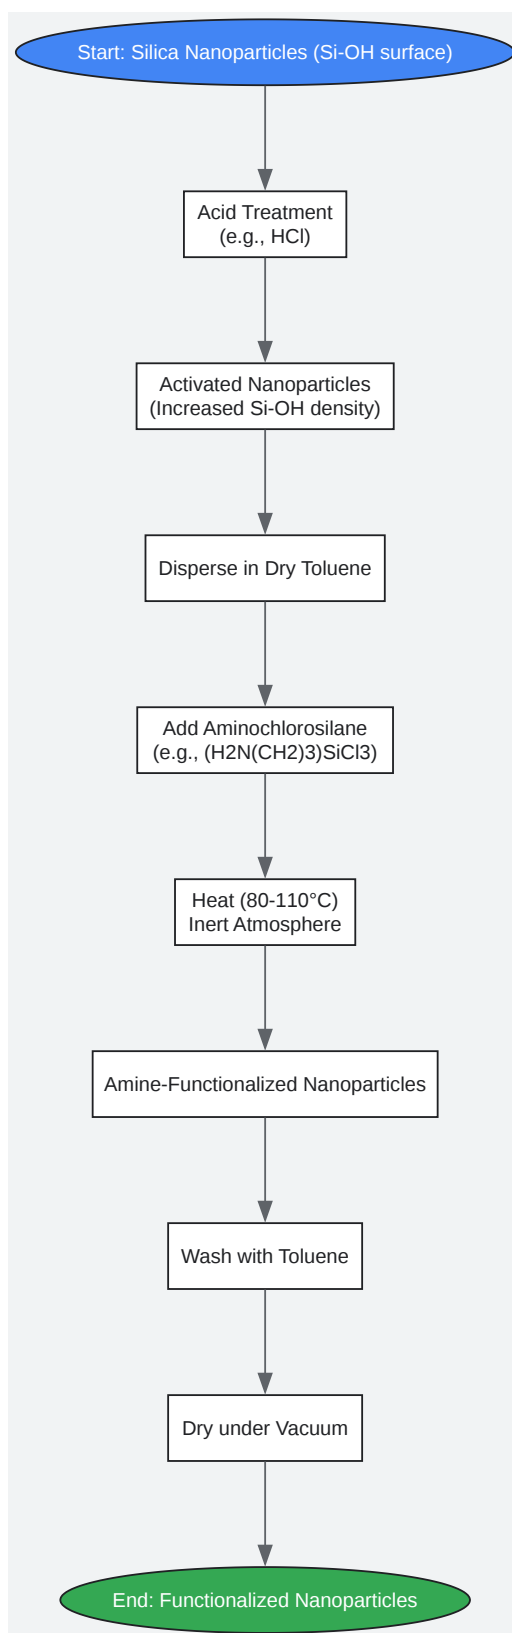 Start: Silica Nanoparticles (Si-OH surface)
Acid Treatment
(e.g., HCl)
Activated Nanoparticles
(Increased Si-OH density)
Disperse in Dry Toluene
Add Aminochlorosilane
(e.g., (H2N(CH2)3)SiCl3)
Heat (80-110°C)
Inert Atmosphere
Amine-Functionalized Nanoparticles
Wash with Toluene
Dry under Vacuum
End: Functionalized Nanoparticles